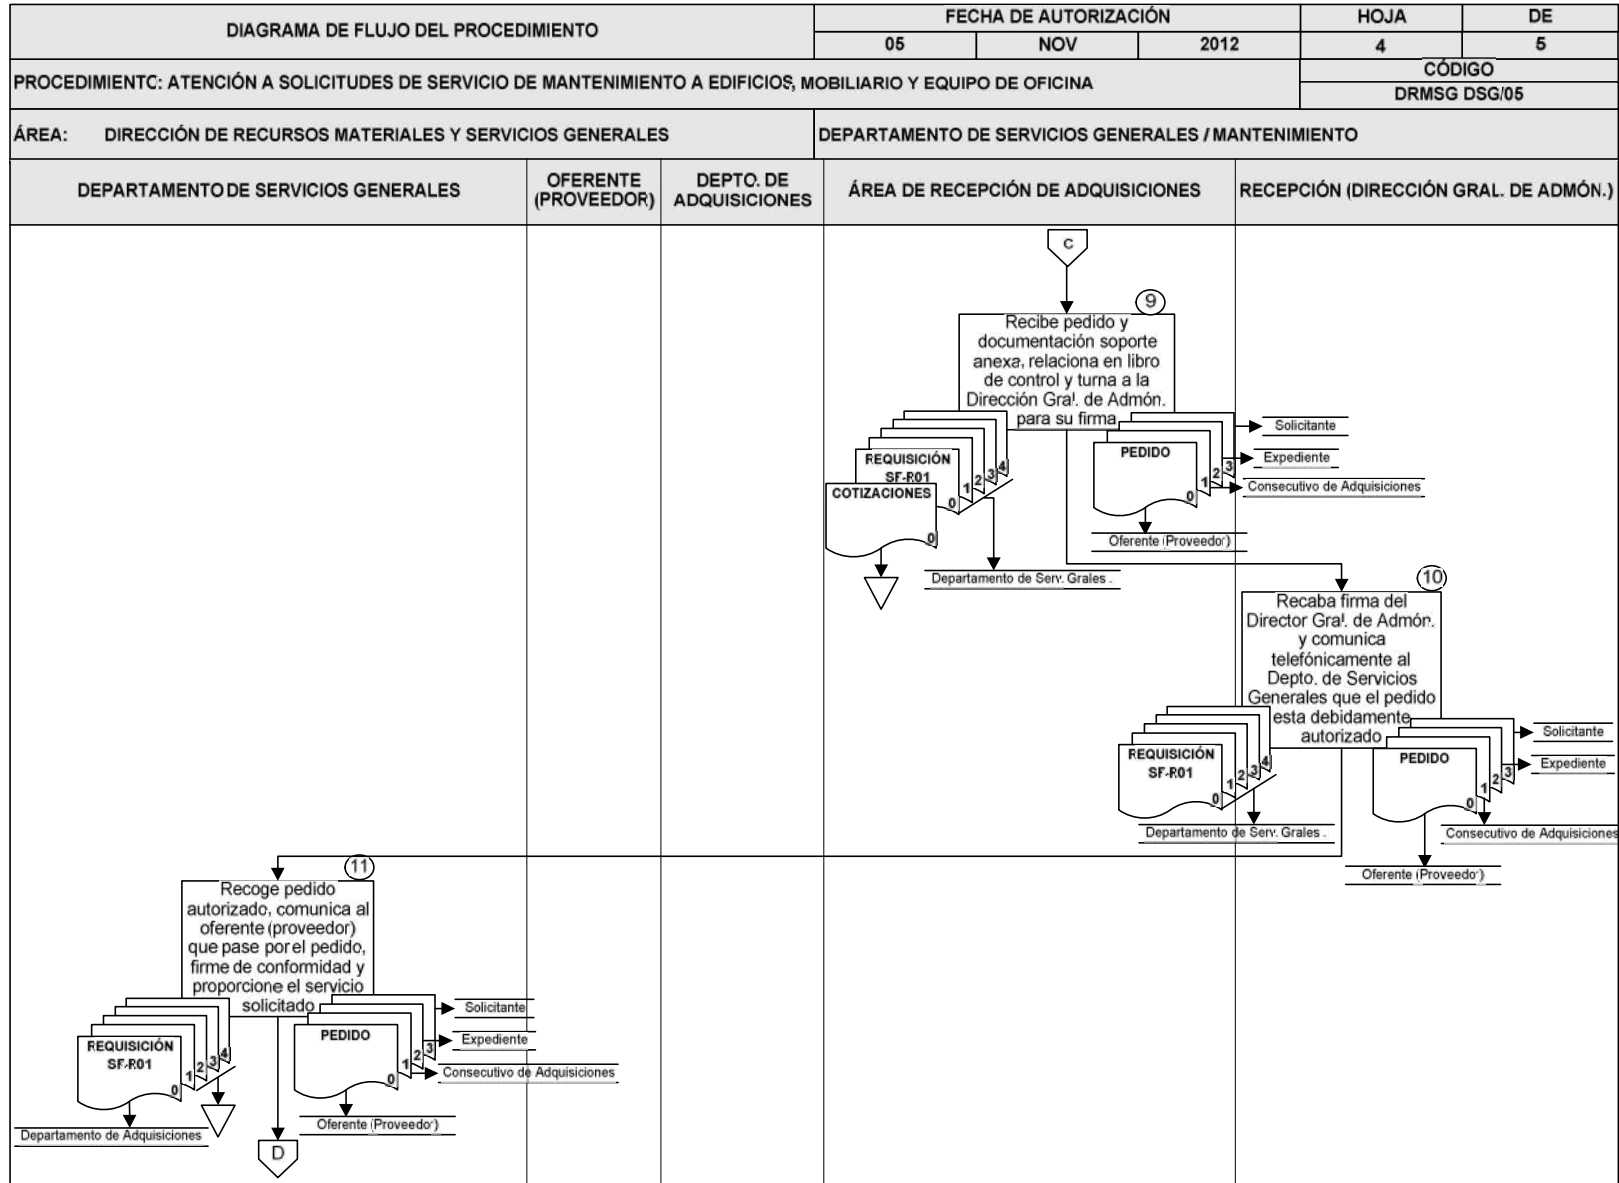 DIAGRAMA DE FLUJO DEL PROCEDIMIENTO
FECHA DE AUTORIZACIÓN
HOJA
DE
05
NOV
2012
4
5
PROCEDIMIENTO: ATENCIÓN A SOLICITUDES DE SERVICIO DE MANTENIMIENTO A EDIFICIOS, MOBILIARIO Y EQUIPO DE OFICINA
CÓDIGO
DRMSG DSG/05
ÁREA: DIRECCIÓN DE RECURSOS MATERIALES Y SERVICIOS GENERALES
DEPARTAMENTO DE SERVICIOS GENERALES / MANTENIMIENTO
DEPARTAMENTO DE SERVICIOS GENERALES
OFERENTE
(PROVEEDOR)
DEPTO. DE
ADQUISICIONES
ÁREA DE RECEPCIÓN DE ADQUISICIONES
RECEPCIÓN (DIRECCIÓN GRAL. DE ADMÓN.)
C
9
Recibe pedido y
documentación soporte
anexa, relaciona en libro
de control y turna a la
Dirección Gral. de Admón.
para su firma
REQUISICIÓN
SF-R01
0
1
2
3
4
COTIZACIONES
0
Departamento de Serv. Grales .
PEDIDO
0
1
2
3
Solicitante
Expediente
Consecutivo de Adquisiciones
Oferente (Proveedor)
10
Recaba firma del
Director Gral. de Admón.
y comunica
telefónicamente al
Depto. de Servicios
Generales que el pedido
esta debidamente
autorizado
REQUISICIÓN
SF-R01
0
1
2
3
4
Departamento de Serv. Grales .
PEDIDO
0
1
2
3
Solicitante
Expediente
Consecutivo de Adquisiciones
Oferente (Proveedor)
11
Recoge pedido
autorizado, comunica al
oferente (proveedor)
que pase por el pedido,
firme de conformidad y
proporcione el servicio
solicitado
REQUISICIÓN
SF-R01
0
1
2
3
4
Departamento de Adquisiciones
PEDIDO
0
1
2
3
Solicitante
Expediente
Consecutivo de Adquisiciones
Oferente (Proveedor)
D